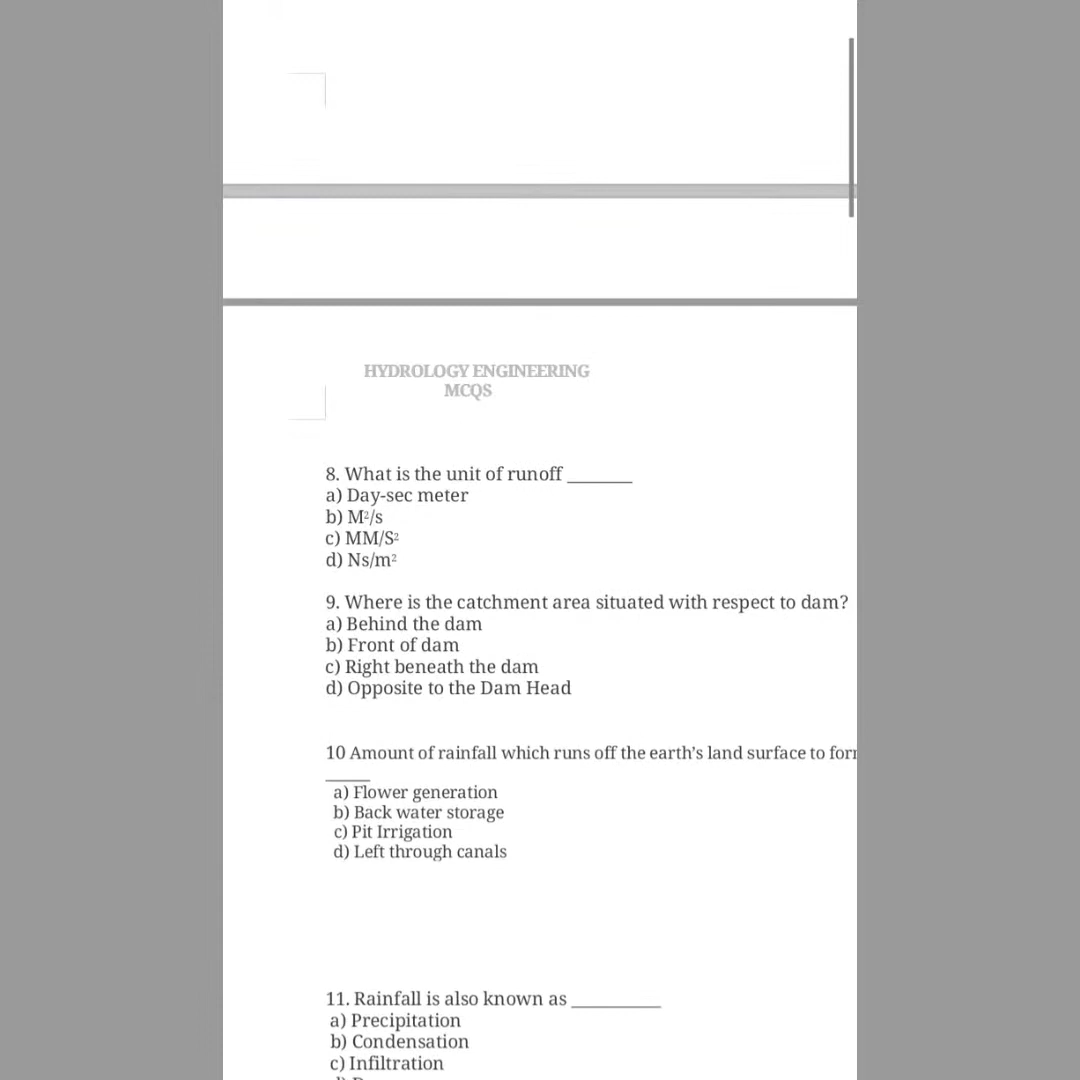 HYDROLOGY ENGINEERING
MCQS
8. What is the unit of runoff _______
a) Day-sec meter
b) M²/s
c) MM/S²
d) Ns/m²
9. Where is the catchment area situated with respect to dam?
a) Behind the dam
b) Front of dam
c) Right beneath the dam
d) Opposite to the Dam Head
10 Amount of rainfall which runs off the earth’s land surface to
_____
a) Flower generation
b) Back water storage
c) Pit Irrigation
d) Left through canals
11. Rainfall is also known as __________
a) Precipitation
b) Condensation
c) Infiltration